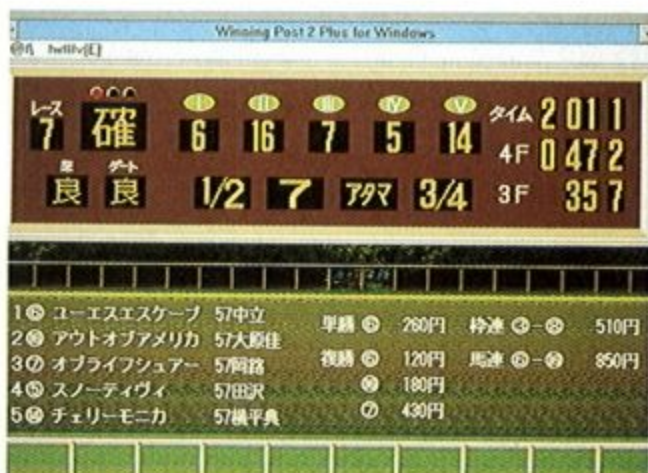 Winning Post 2 Plus for Windows
レース 7 確 I II III IV V
6 16 7 5 14
タイム 2 01 1
4F 0 47 2
3F 35 7
芝 良 ダート 良
1/2 7 アタマ 3/4
1⑥ ユーエスエスケープ 57中立
2⑯ アウトオブアメリカ 57大原佳
3⑦ オブライフシュアー 57岡路
4⑤ スノーティヴィ 57田沢
5⑭ チェリーモニカ 57横平典
単勝 ⑥ 260円 枠連 ③-⑧ 510円
複勝 ⑥ 120円 馬連 ⑥-⑯ 850円
⑯ 180円
⑦ 430円